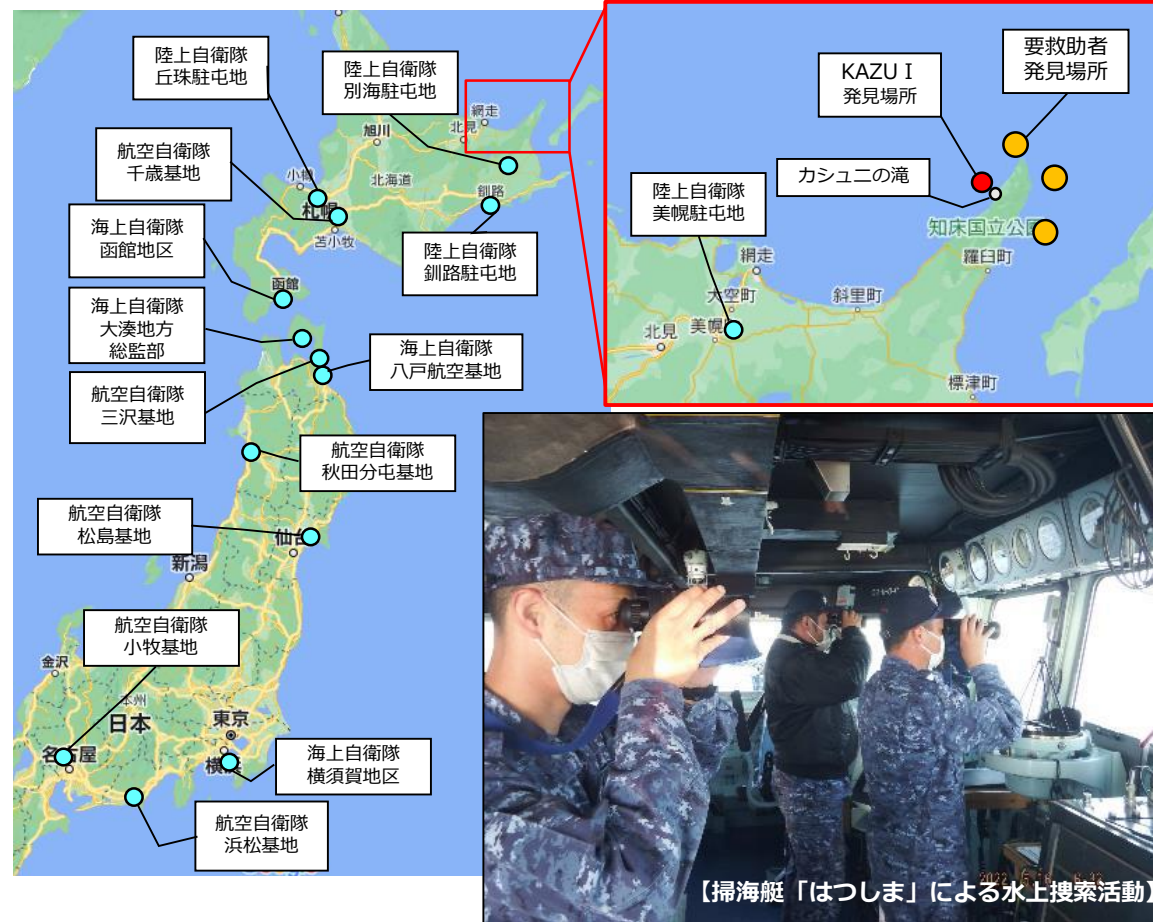 陸上自衛隊
丘珠駐屯地
陸上自衛隊
別海駐屯地
航空自衛隊
千歳基地
海上自衛隊
函館地区
陸上自衛隊
釧路駐屯地
海上自衛隊
大湊地方
総監部
海上自衛隊
八戸航空基地
航空自衛隊
三沢基地
航空自衛隊
秋田分屯基地
航空自衛隊
松島基地
航空自衛隊
小牧基地
海上自衛隊
横須賀地区
航空自衛隊
浜松基地
網走
北見
旭川
北海道
小樽
札幌
釧路
苫小牧
函館
仙台
新潟
金沢
本州
日本
東京
名古屋
横浜
要救助者
発見場所
KAZU I
発見場所
カシュニの滝
陸上自衛隊
美幌駐屯地
知床国立公園
羅臼町
網走
大空町
斜里町
北見
美幌町
標津町
2022 5 16
【掃海艇「はつしま」による水上捜索活動】